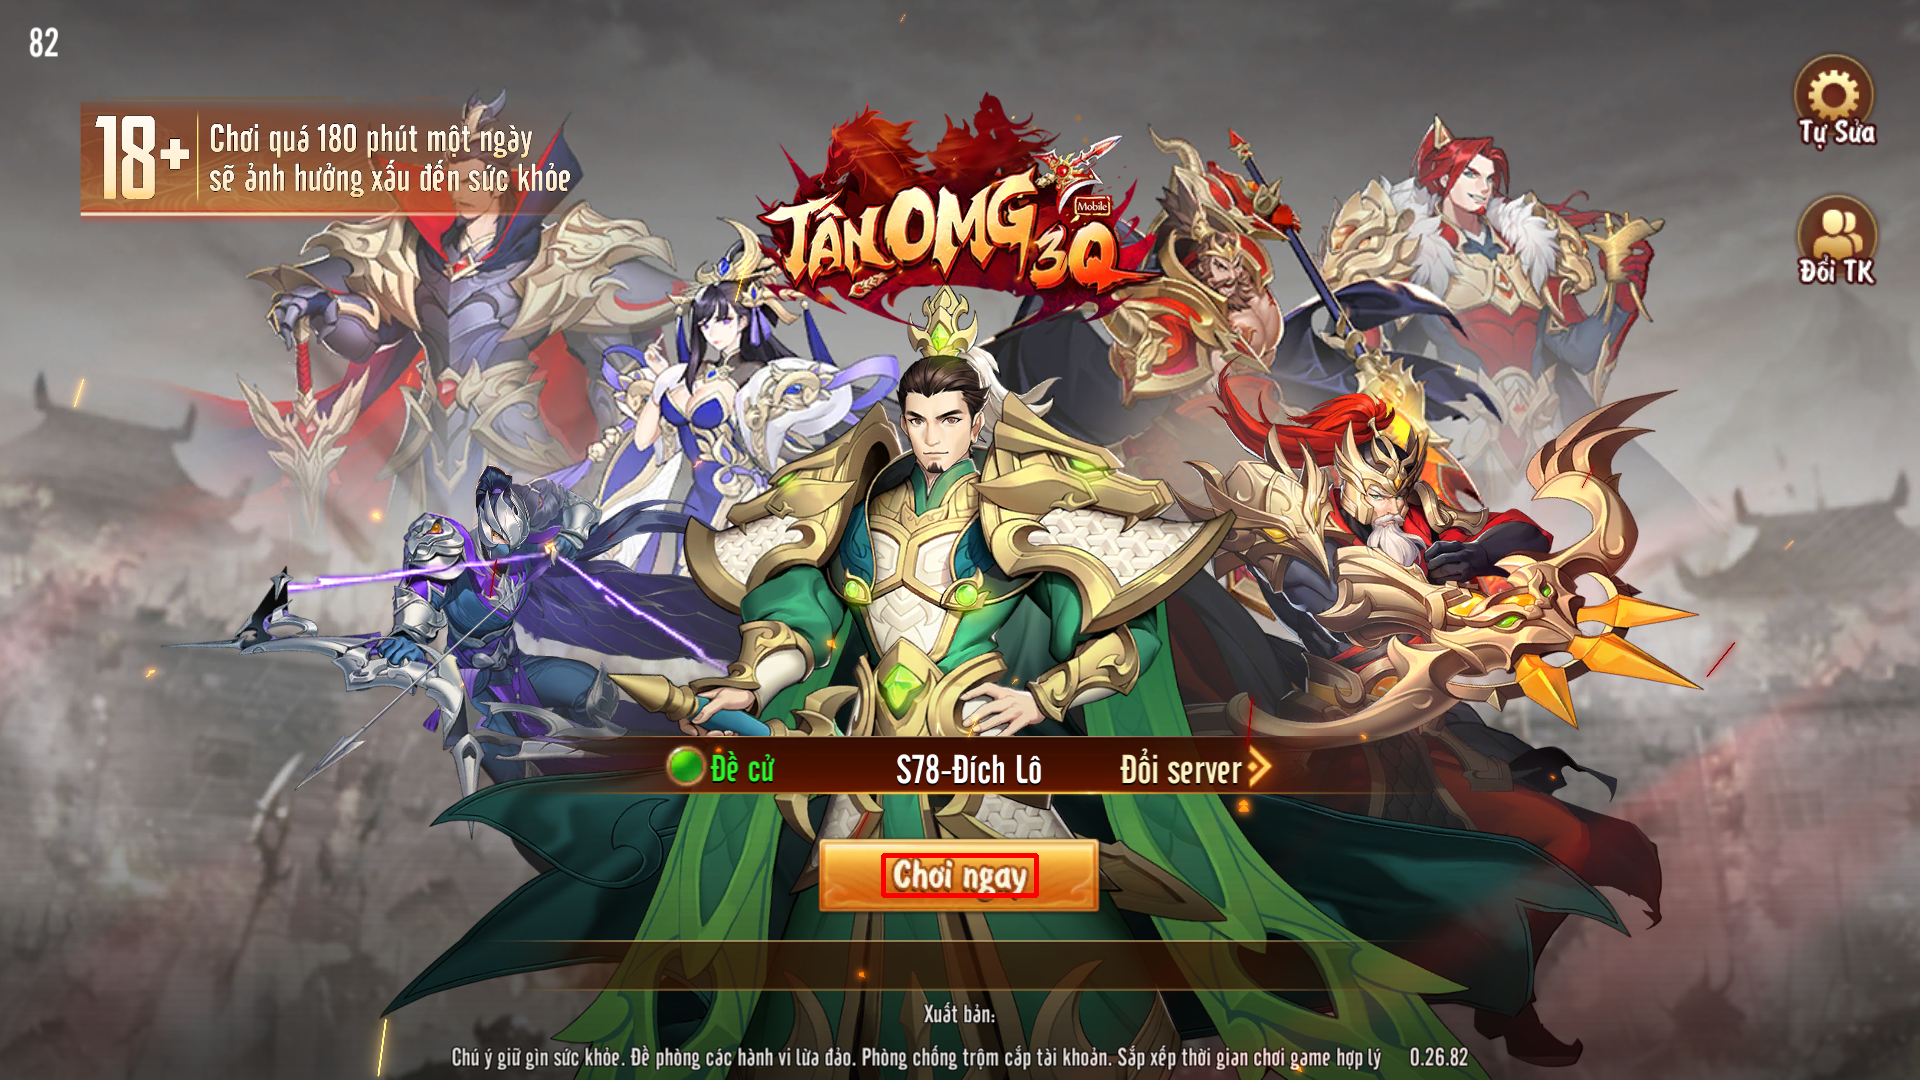 82
18+
Chơi quá 180 phút một ngày
sẽ ảnh hưởng xấu đến sức khỏe
Tự Sửa
TÂN OMG 3Q
Mobile
Đổi TK
Đề cử
S78-Đích Lô
Đổi server
Chơi ngay
Xuất bản:
Chú ý giữ gìn sức khỏe. Đề phòng các hành vi lừa đảo. Phòng chống trộm cắp tài khoản. Sắp xếp thời gian chơi game hợp lý 0.26.82